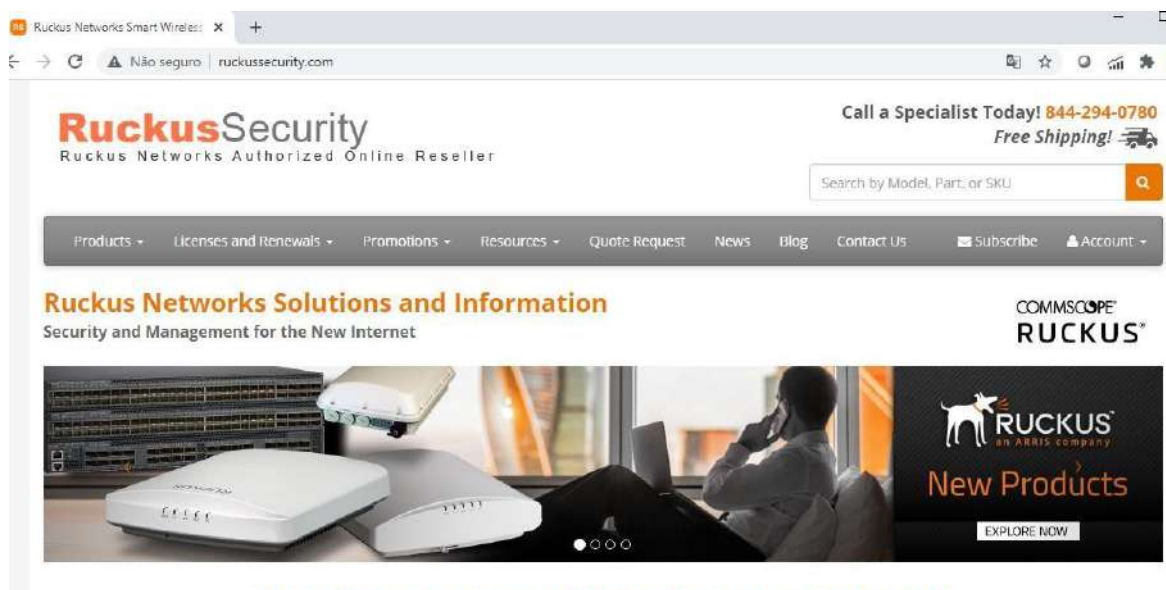 RS Ruckus Networks Smart Wireless
Não seguro | ruckussecurity.com
RuckusSecurity
Ruckus Networks Authorized Online Reseller
Call a Specialist Today! 844-294-0780
Free Shipping!
Search by Model, Part, or SKU
Products Licenses and Renewals Promotions Resources Quote Request News Blog Contact Us Subscribe Account
Ruckus Networks Solutions and Information
Security and Management for the New Internet
COMMSCOPE®
RUCKUS®
RUCKUS™
an ARRIS company
New Products
EXPLORE NOW